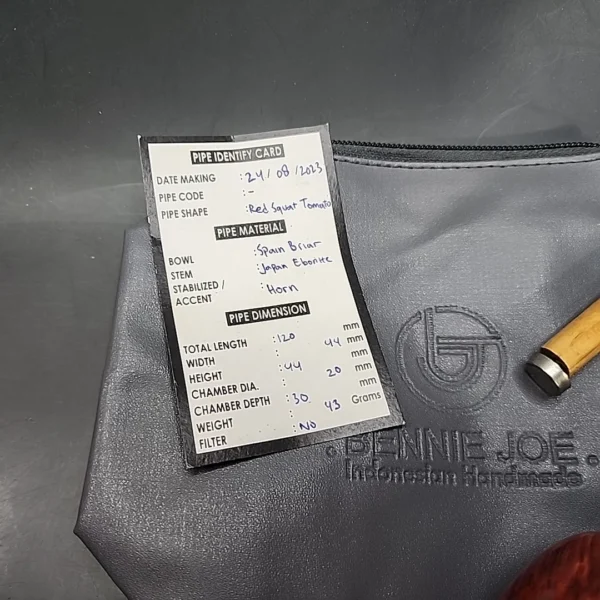 PIPE IDENTIFY CARD
DATE MAKING : 24/08/2023
PIPE CODE : -
PIPE SHAPE : Red Squat Tomato
PIPE MATERIAL
BOWL : Spain Briar
STEM : Japan Ebonite
STABILIZED / ACCENT : Horn
PIPE DIMENSION
TOTAL LENGTH : 120 mm
WIDTH : 44 mm
HEIGHT : 44 mm
CHAMBER DIA. : 20 mm
CHAMBER DEPTH : 30 mm
WEIGHT : 43 Grams
FILTER : NO
. BENNIE JOE .
Indonesian Handmade